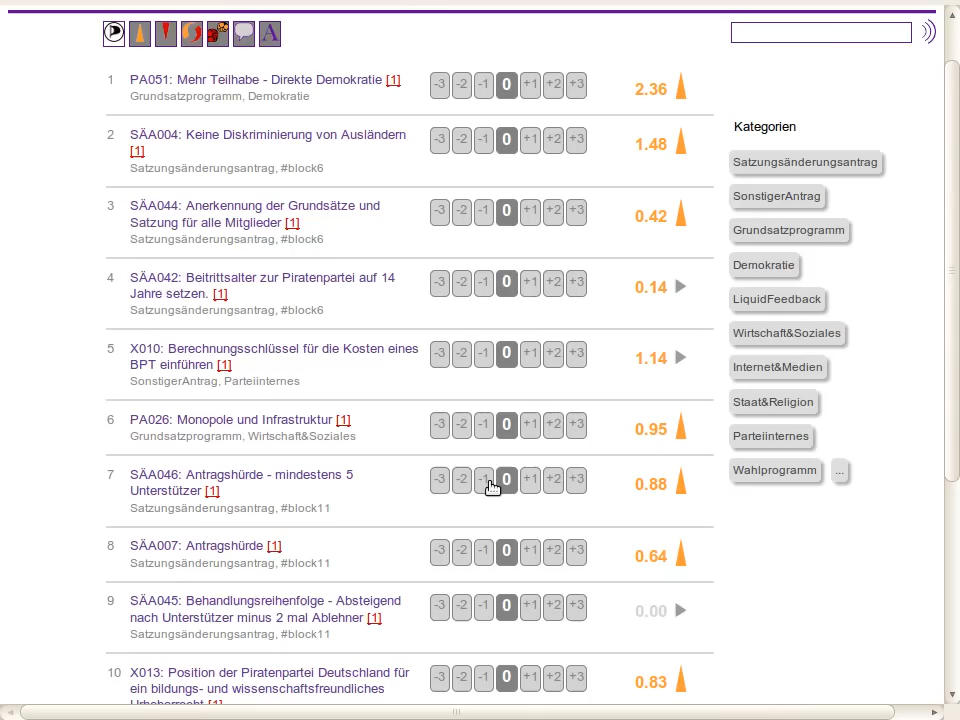 A
1 PA051: Mehr Teilhabe - Direkte Demokratie [1] -3 -2 -1 0 +1 +2 +3 2.36
Grundsatzprogramm, Demokratie
Kategorien
2 SÄA004: Keine Diskriminierung von Ausländern -3 -2 -1 0 +1 +2 +3 1.48
[1]
Satzungsänderungsantrag, #block6
Satzungsänderungsantrag
SonstigerAntrag
3 SÄA044: Anerkennung der Grundsätze und -3 -2 -1 0 +1 +2 +3 0.42
Satzung für alle Mitglieder [1]
Satzungsänderungsantrag, #block6
Grundsatzprogramm
Demokratie
4 SÄA042: Beitrittsalter zur Piratenpartei auf 14 -3 -2 -1 0 +1 +2 +3 0.14
Jahre setzen. [1]
Satzungsänderungsantrag, #block6
LiquidFeedback
Wirtschaft&Soziales
5 X010: Berechnungsschlüssel für die Kosten eines -3 -2 -1 0 +1 +2 +3 1.14
BPT einführen [1]
SonstigerAntrag, Parteiinternes
Internet&Medien
Staat&Religion
6 PA026: Monopole und Infrastruktur [1] -3 -2 -1 0 +1 +2 +3 0.95
Grundsatzprogramm, Wirtschaft&Soziales
Parteiinternes
Wahlprogramm ...
7 SÄA046: Antragshürde - mindestens 5 -3 -2 -1 0 +1 +2 +3 0.88
Unterstützer [1]
Satzungsänderungsantrag, #block11
8 SÄA007: Antragshürde [1] -3 -2 -1 0 +1 +2 +3 0.64
Satzungsänderungsantrag, #block11
9 SÄA045: Behandlungsreihenfolge - Absteigend -3 -2 -1 0 +1 +2 +3 0.00
nach Unterstützer minus 2 mal Ablehner [1]
Satzungsänderungsantrag, #block11
10 X013: Position der Piratenpartei Deutschland für -3 -2 -1 0 +1 +2 +3 0.83
ein bildungs- und wissenschaftsfreundliches
Urheberrecht [1]